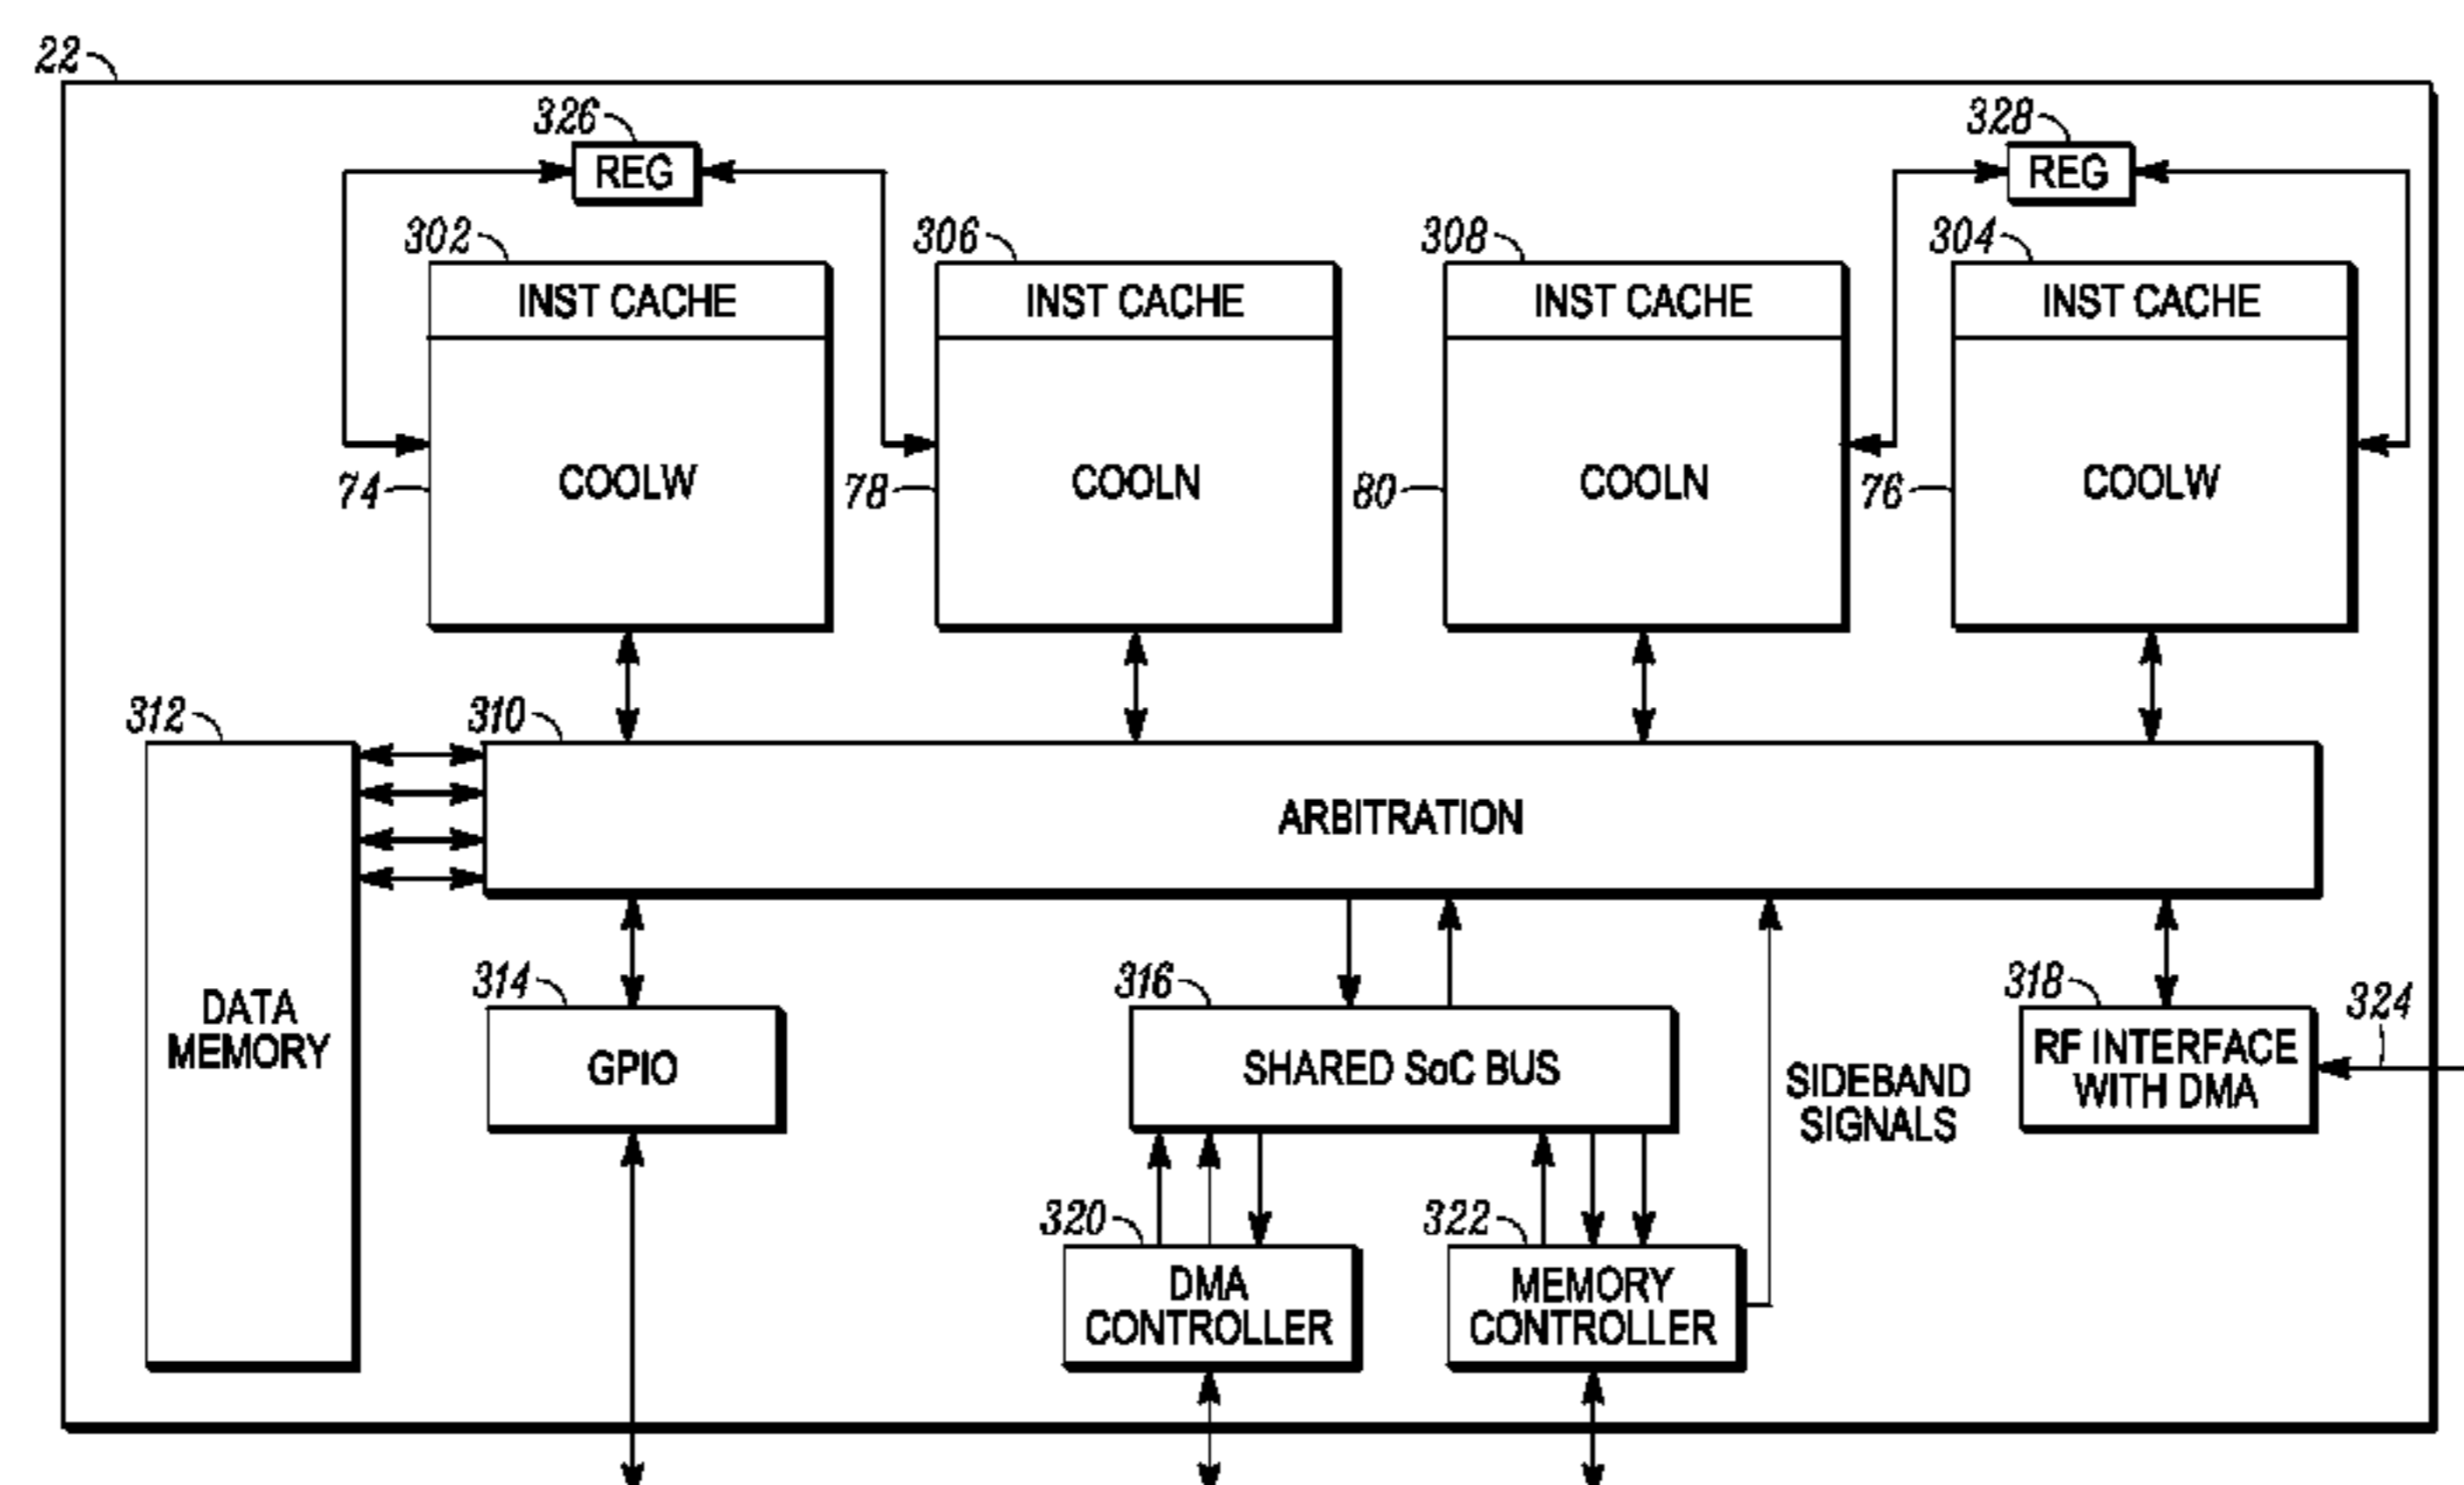 22
326
328
REG
REG
302
306
308
304
INST CACHE
INST CACHE
INST CACHE
INST CACHE
74
COOLW
78
COOLN
80
COOLN
76
COOLW
312
310
ARBITRATION
DATA
MEMORY
314
GPIO
316
SHARED SoC BUS
SIDEBAND
SIGNALS
318
RF INTERFACE
WITH DMA
324
320
DMA
CONTROLLER
322
MEMORY
CONTROLLER